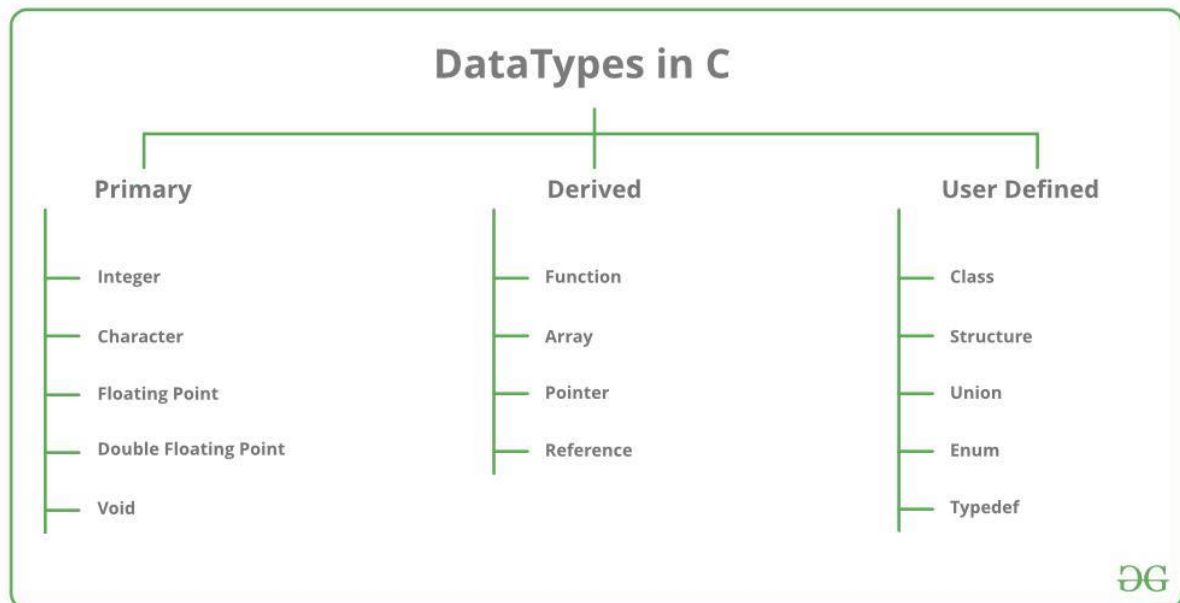 DataTypes in C
Primary
Integer
Character
Floating Point
Double Floating Point
Void
Derived
Function
Array
Pointer
Reference
User Defined
Class
Structure
Union
Enum
Typedef